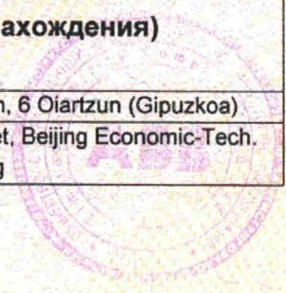 ахождения)
, 6 Oiartzun (Gipuzkoa)
et, Beijing Economic-Tech.
g